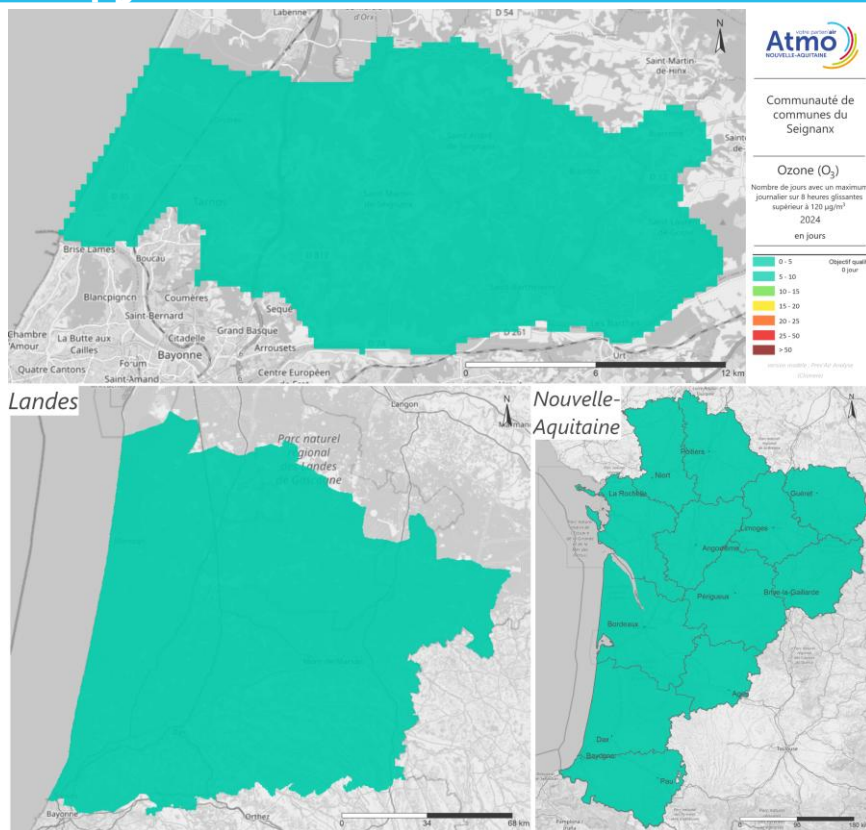 Labenne
D 54
Saint-Martin
de-Hinx
N
Tarnos
Brise Lames
Boucau
Blancpignon
Coumères
Saint-Bernard
Chambre
d'Amour
La Butte aux
Cailles
Citadelle
Grand Basque
Bayonne
Arrousets
Quatre Cantons
Forum
Saint-Amand
Centre Européen
D 261
Urt
0 6 12 km
votre partenair
Atmo
NOUVELLE-AQUITAINE
Communauté de
communes du
Seignanx
Ozone (O3)
Nombre de jours avec un maximum
journalier sur 8 heures glissantes
supérieur à 120 µg/m³
2024
en jours
0 - 5
5 - 10
10 - 15
15 - 20
20 - 25
25 - 50
> 50
Objectif quali
0 jour
Landes
Langon
N
Parc naturel
régional
des Landes
de Gascogne
Bayonne
Orthez
0 34 68 km
Nouvelle-
Aquitaine
N
Poitiers
Niort
La Rochelle
Guéret
Limoges
Angoulême
Périgueux
Brive-la-Gaillarde
Bordeaux
Agen
Dax
Bayonne
Pau
Toulouse
0 90 180